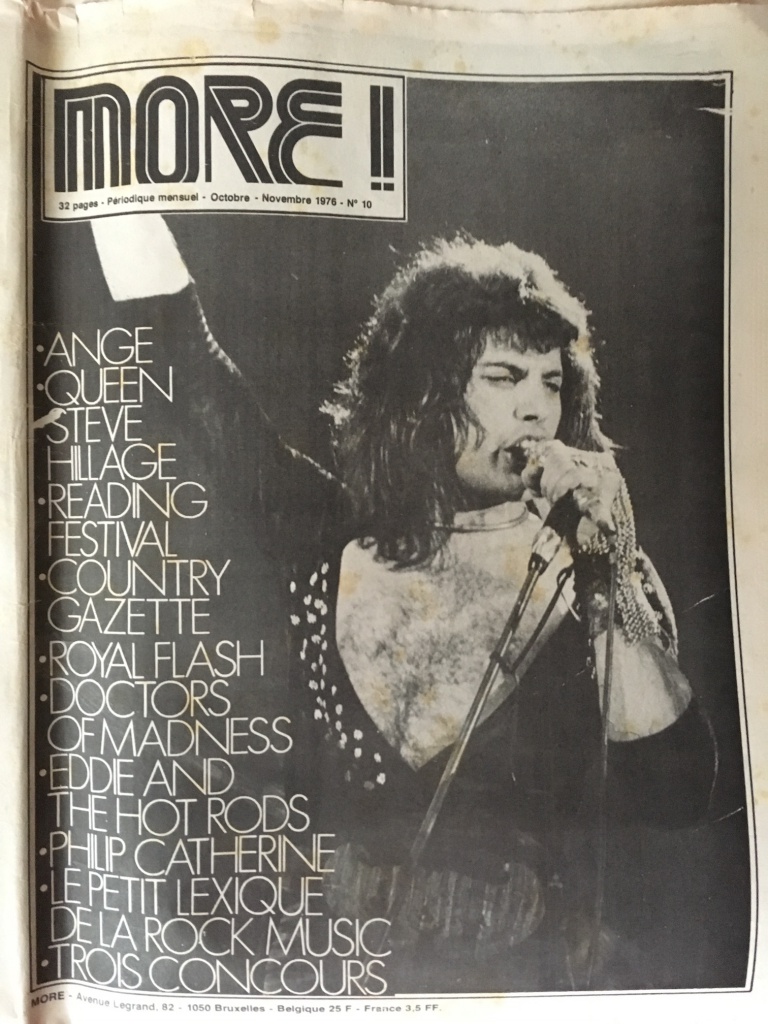 MORE !!
32 pages - Périodique mensuel - Octobre - Novembre 1976 - N° 10
•ANGE
•QUEEN
•STEVE
HILLAGE
•READING
FESTIVAL
•COUNTRY
GAZETTE
•ROYAL FLASH
•DOCTORS
OF MADNESS
•EDDIE AND
THE HOT RODS
•PHILIP CATHERINE
•LE PETIT LEXIQUE
DE LA ROCK MUSIC
•TROIS CONCOURS
MORE - Avenue Legrand, 82 - 1050 Bruxelles - Belgique 25 F - France 3,5 FF.